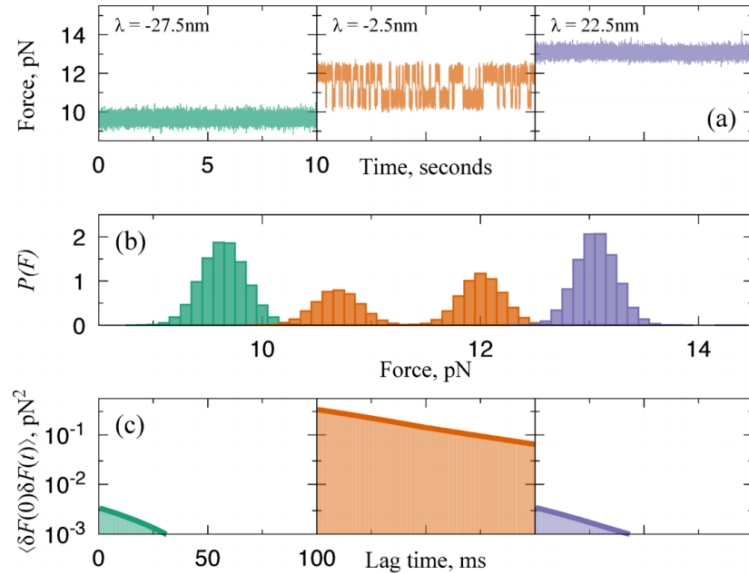 λ = -27.5nm
λ = -2.5nm
λ = 22.5nm
Force, pN
14
12
10
(a)
0
5
10
Time, seconds
(b)
P(F)
2
1
0
10
12
14
Force, pN
(c)
⟨δF(0)δF(t)⟩, pN²
10⁻¹
10⁻²
10⁻³
0
50
100
Lag time, ms